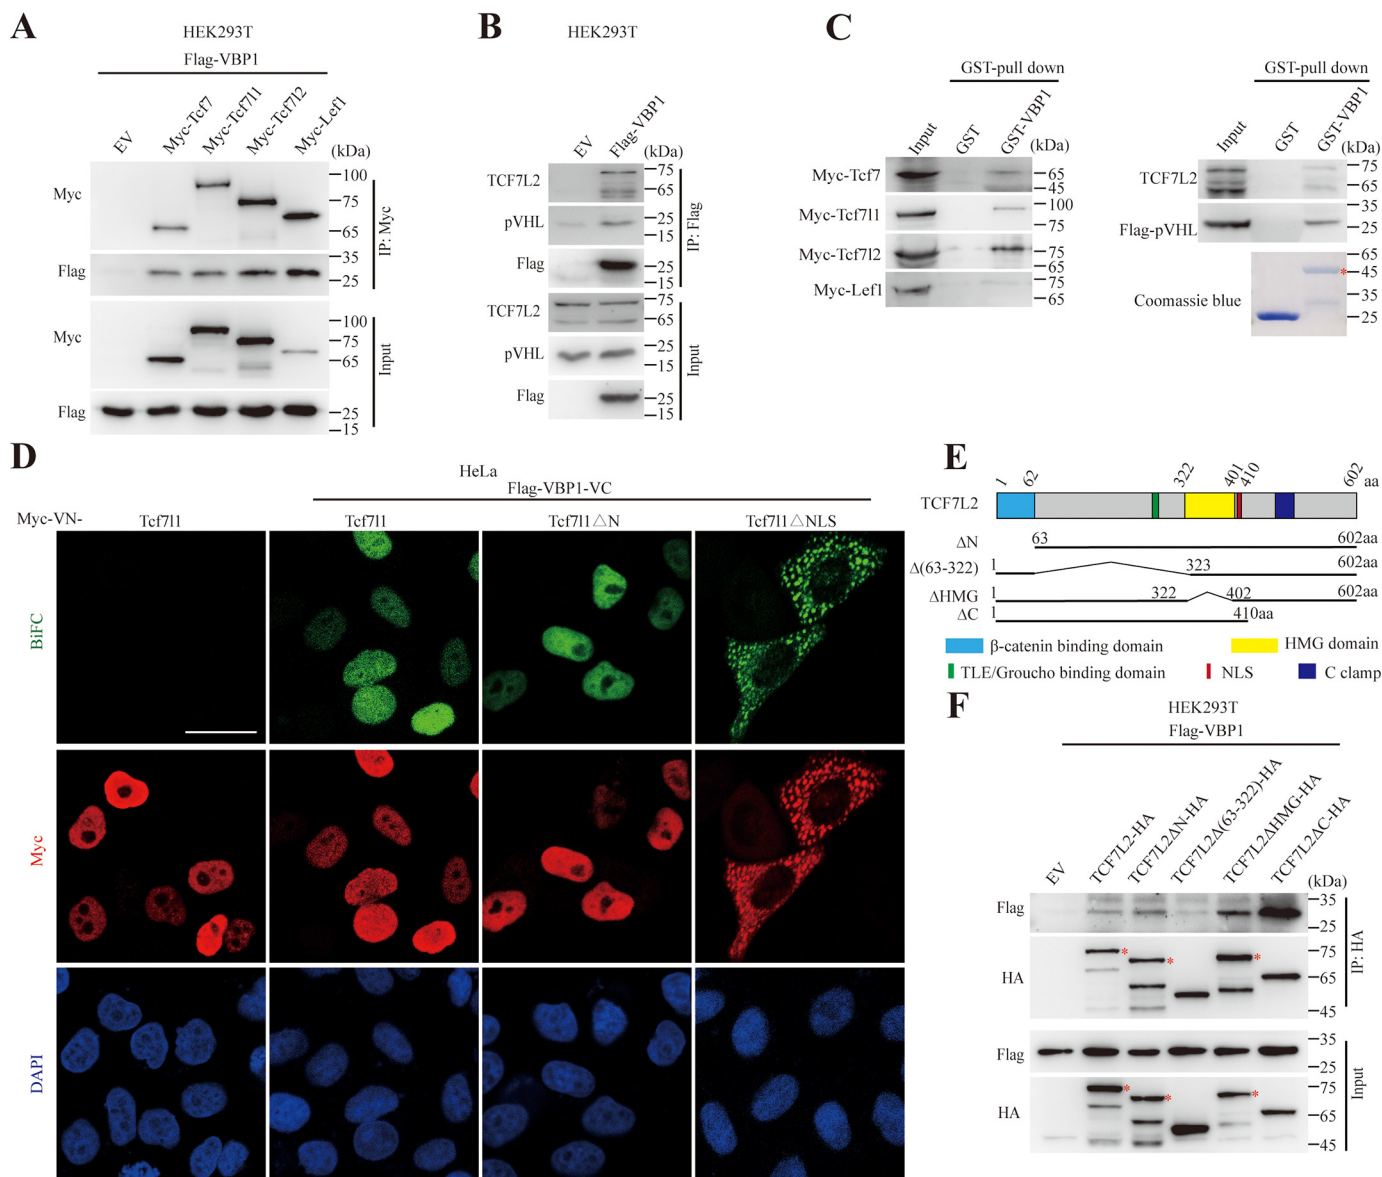 A
HEK293T
Flag-VBP1
EV
Myc-Tcf7
Myc-Tcf7l1
Myc-Tcf7l2
Myc-Lef1
(kDa)
Myc
100
75
65
Flag
35
25
IP: Myc
Myc
100
75
65
Flag
25
15
Input
B
HEK293T
EV
Flag-VBP1
(kDa)
TCF7L2
75
65
pVHL
25
15
Flag
25
15
IP: Flag
TCF7L2
75
65
pVHL
25
15
Flag
25
15
Input
C
GST-pull down
Input
GST
GST-VBP1
(kDa)
Myc-Tcf7
65
45
Myc-Tcf7l1
100
75
Myc-Tcf7l2
75
65
Myc-Lef1
75
65
GST-pull down
Input
GST
GST-VBP1
(kDa)
TCF7L2
75
65
Flag-pVHL
35
25
Coomassie blue
65
45
*
35
25
D
HeLa
Flag-VBP1-VC
Myc-VN-
Tcf7l1
Tcf7l1
Tcf7l1△N
Tcf7l1△NLS
BiFC
Myc
DAPI
E
1
62
322
401
410
602
aa
TCF7L2
ΔN
63
602aa
Δ(63-322)
1
323
602aa
ΔHMG
1
322
402
602aa
ΔC
1
410aa
β-catenin binding domain
HMG domain
TLE/Groucho binding domain
NLS
C clamp
F
HEK293T
Flag-VBP1
EV
TCF7L2-HA
TCF7L2ΔN-HA
TCF7L2Δ(63-322)-HA
TCF7L2ΔHMG-HA
TCF7L2ΔC-HA
(kDa)
Flag
35
25
HA
* * *
75
65
45
IP: HA
Flag
35
25
HA
* * *
75
65
45
Input